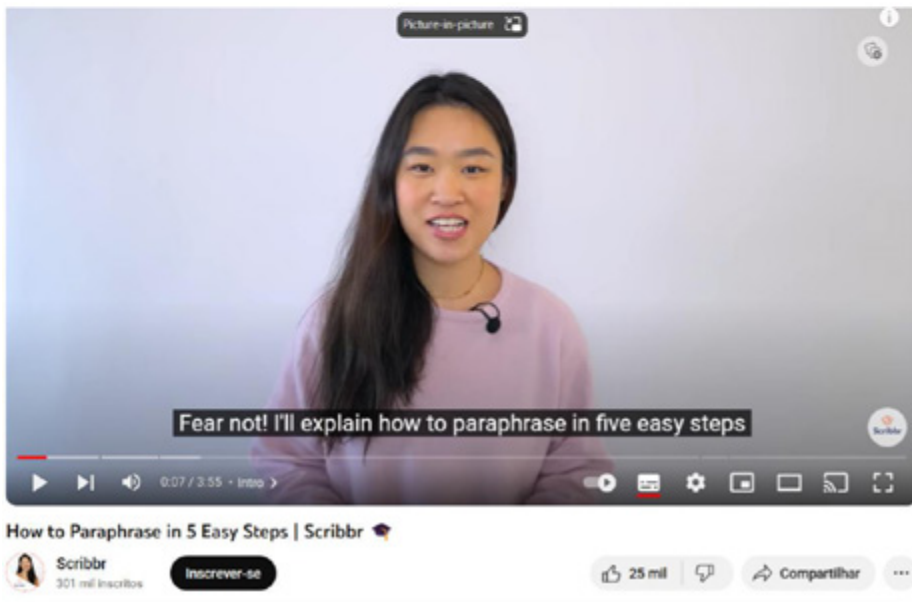 Picture-in-picture
Fear not! I'll explain how to paraphrase in five easy steps
Scribbr
0:07 / 3:55 • Intro
How to Paraphrase in 5 Easy Steps | Scribbr
Scribbr
301 mil inscritos
Inscrever-se
25 mil
Compartilhar